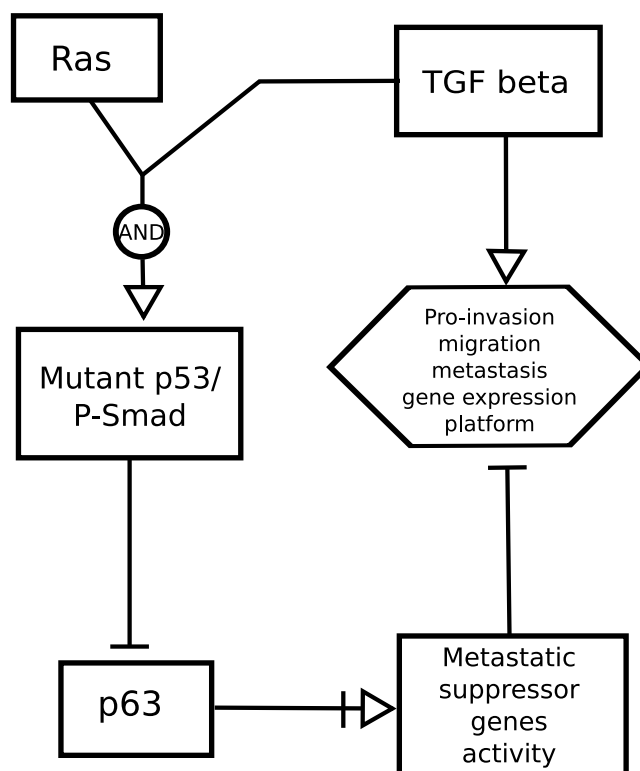 Ras
TGF beta
AND
Pro-invasion
migration
metastasis
gene expression
platform
Mutant p53/
P-Smad
p63
Metastatic
suppressor
genes
activity